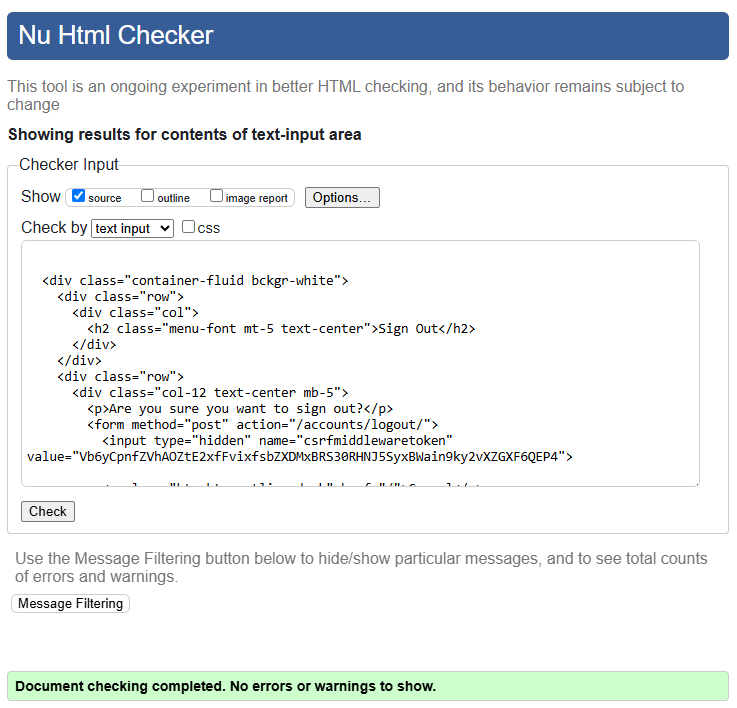 Nu Html Checker
This tool is an ongoing experiment in better HTML checking, and its behavior remains subject to
change
Showing results for contents of text-input area
Checker Input
Show source outline image report Options...
Check by text input css
<div class="container-fluid bckgr-white">
<div class="row">
<div class="col">
<h2 class="menu-font mt-5 text-center">Sign Out</h2>
</div>
</div>
<div class="row">
<div class="col-12 text-center mb-5">
<p>Are you sure you want to sign out?</p>
<form method="post" action="/accounts/logout/">
<input type="hidden" name="csrfmiddlewaretoken"
value="Vb6yCpnfZVhAOZtE2xfFvixfsbZXDMxBRS30RHNJ5SyxBWain9ky2vXZGXF6QEP4">
Check
Use the Message Filtering button below to hide/show particular messages, and to see total counts
of errors and warnings.
Message Filtering
Document checking completed. No errors or warnings to show.